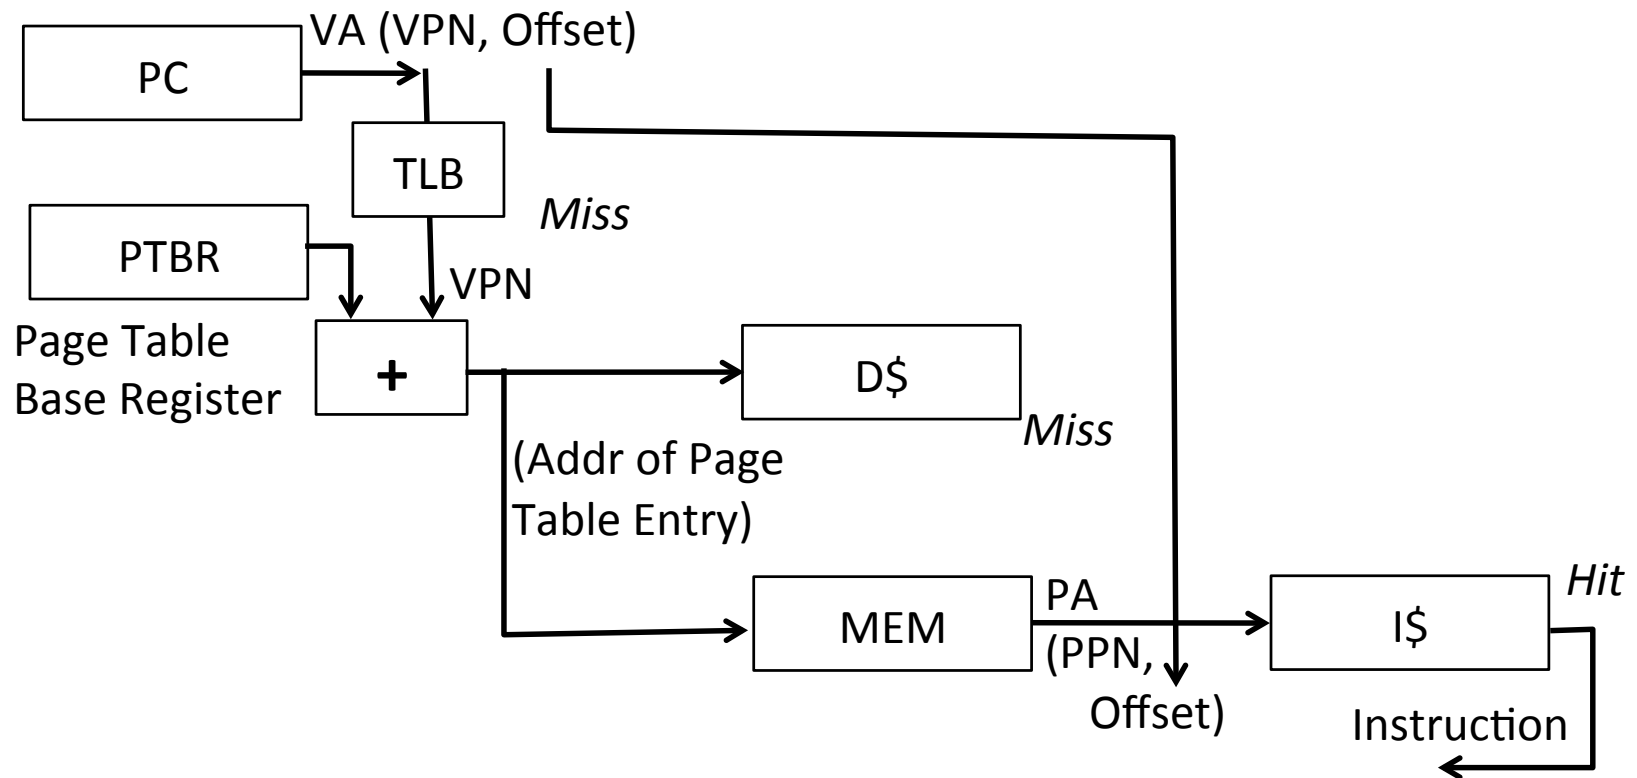 VA (VPN, Offset)
PC
TLB
Miss
PTBR
VPN
Page Table
Base Register
+
D$
Miss
(Addr of Page
Table Entry)
MEM
PA
(PPN,
Offset)
I$
Hit
Instruction